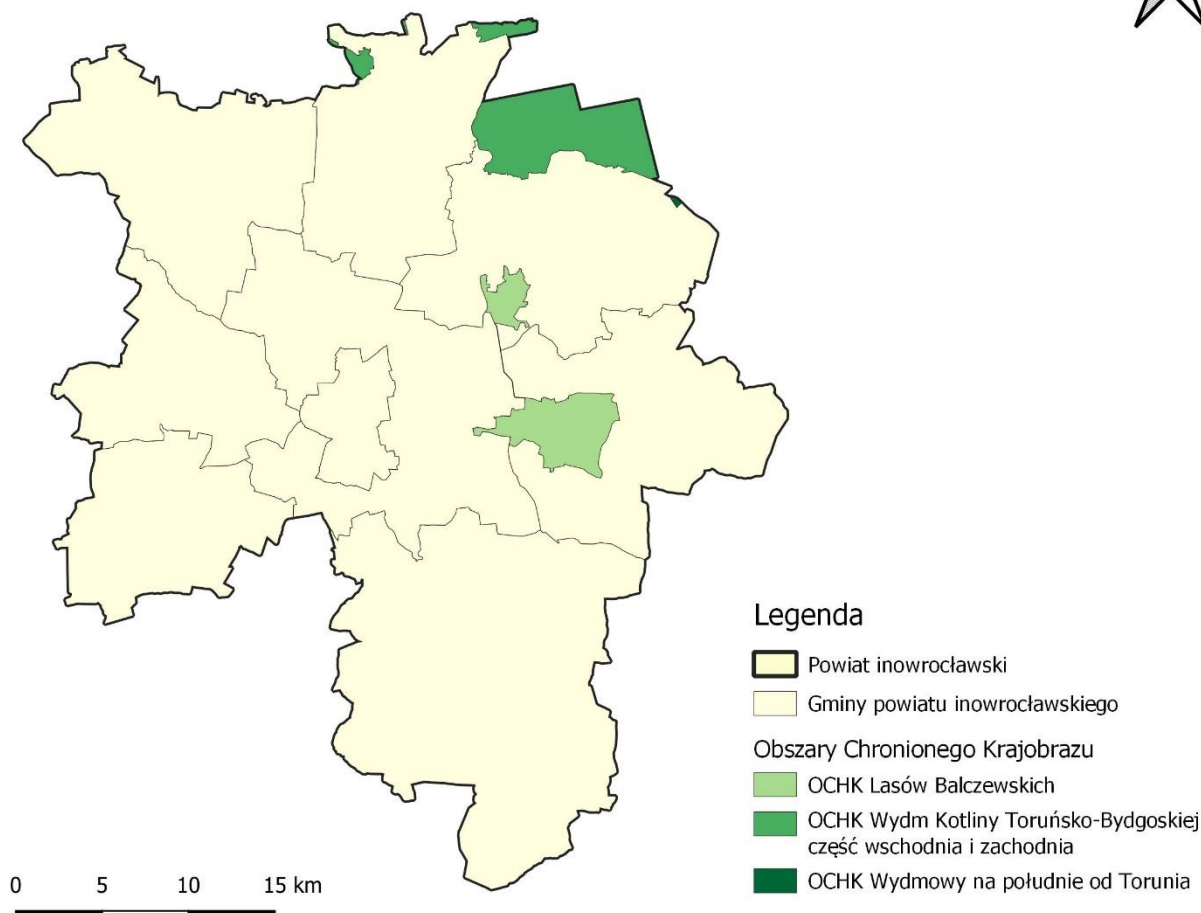 Legenda
Powiat inowrocławski
Gminy powiatu inowrocławskiego
Obszary Chronionego Krajobrazu
OCHK Lasów Balczewskich
OCHK Wydm Kotliny Toruńsko-Bydgoskiej
część wschodnia i zachodnia
OCHK Wydmowy na południe od Torunia
0 5 10 15 km